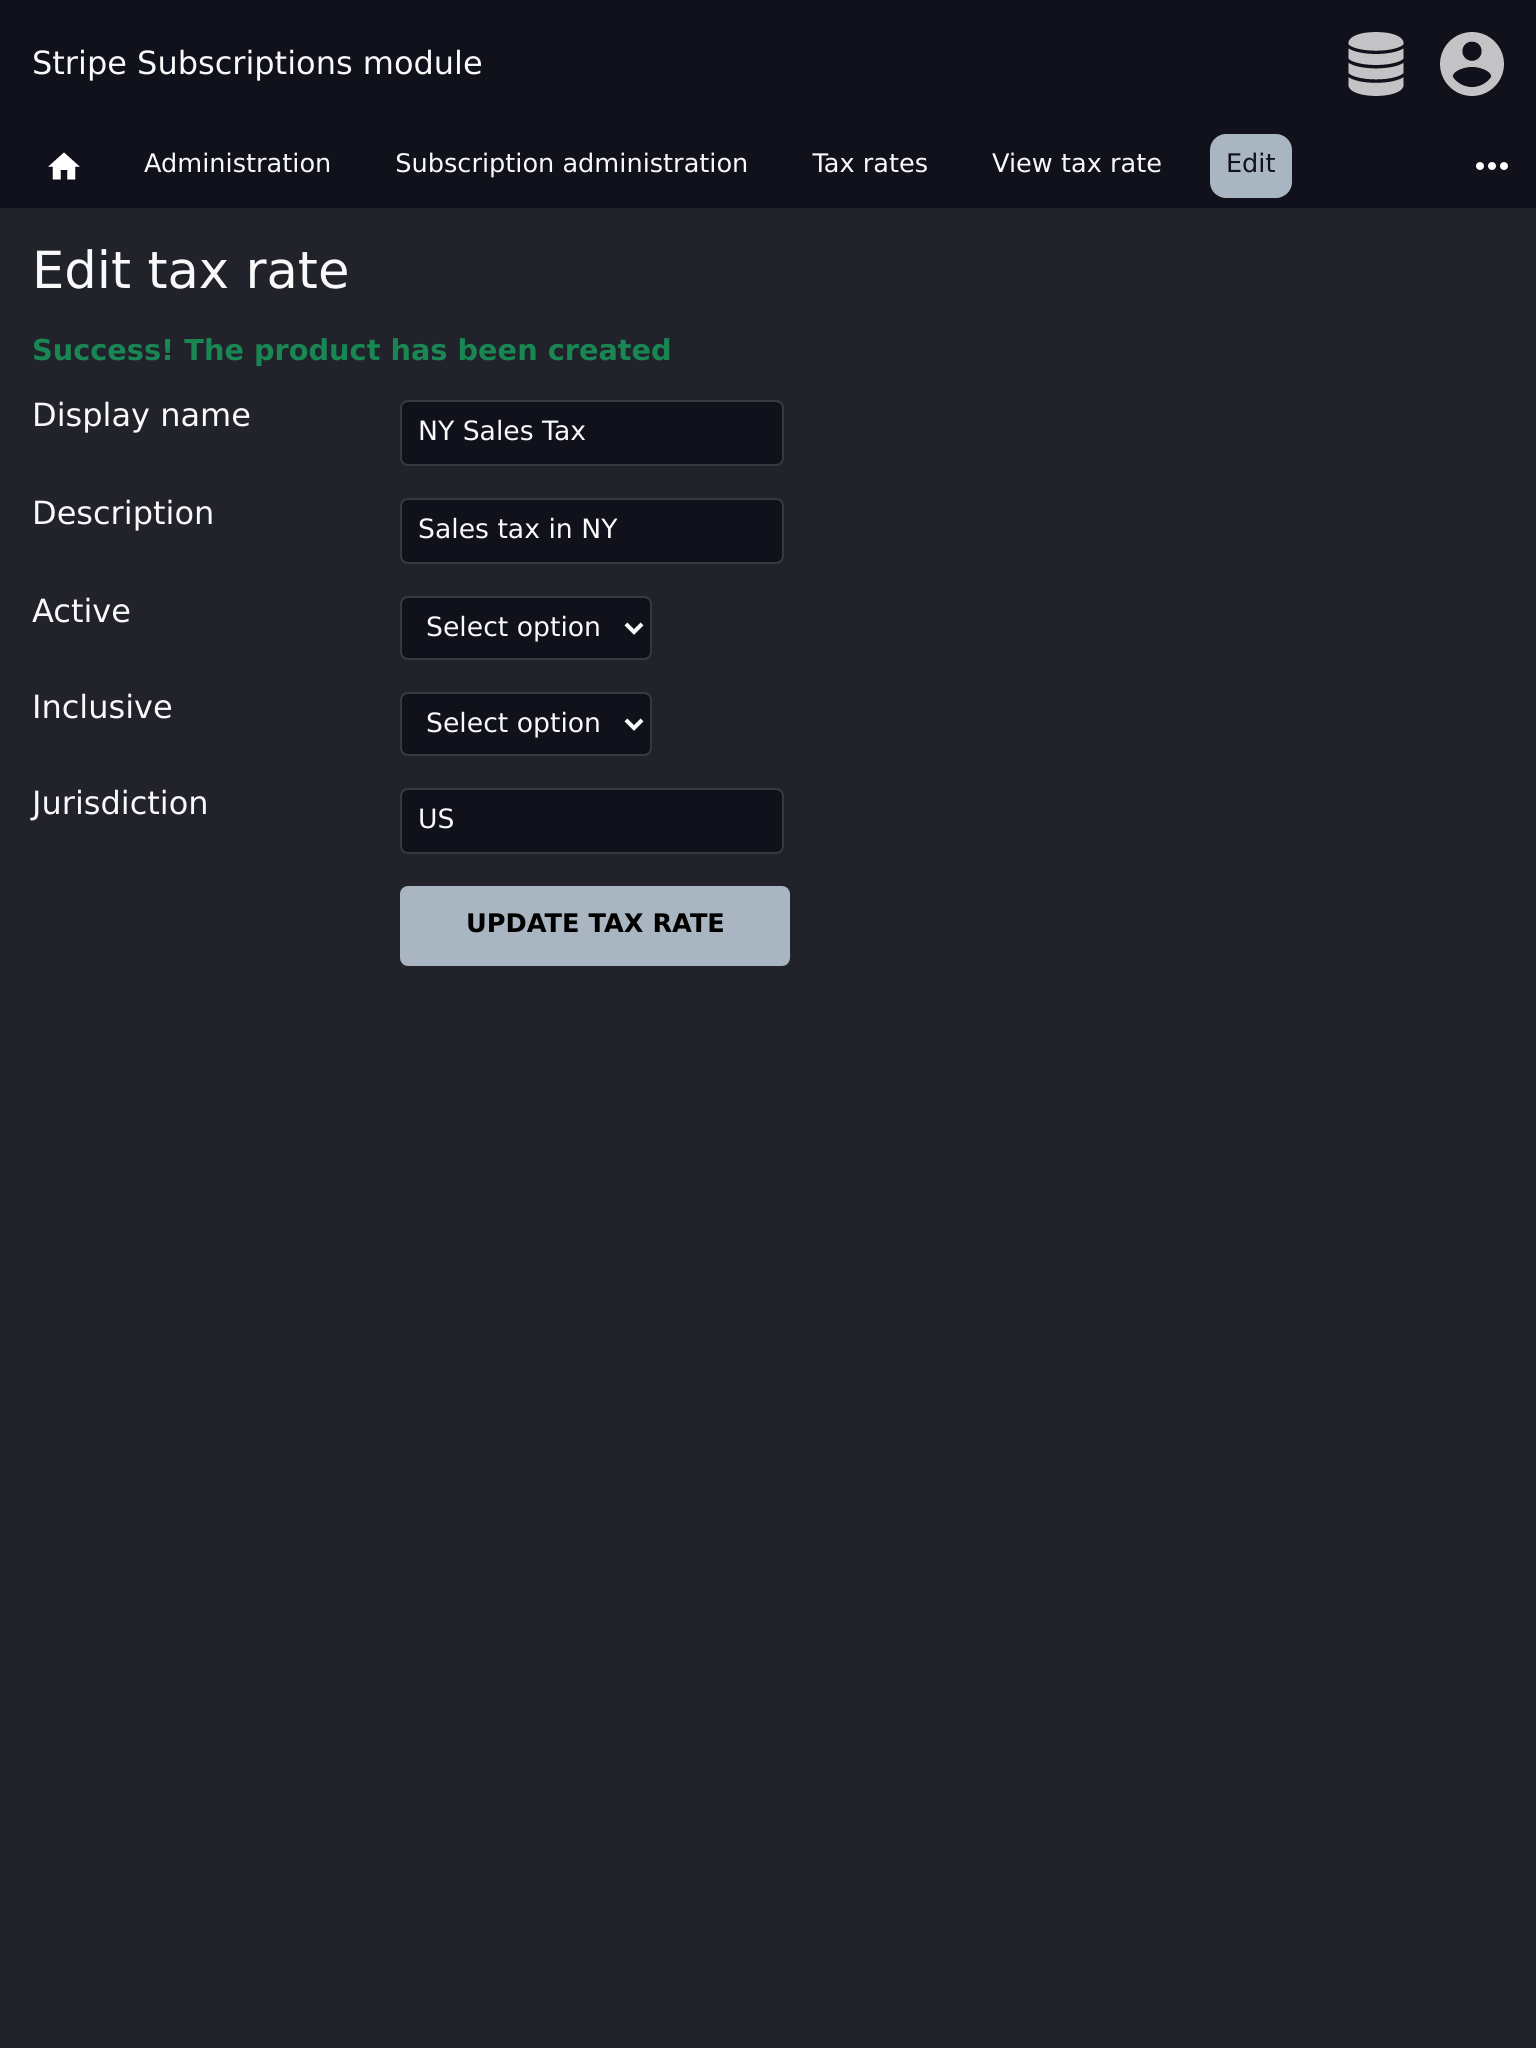 Stripe Subscriptions module
Administration
Subscription administration
Tax rates
View tax rate
Edit
Edit tax rate
Success! The product has been created
Display name
NY Sales Tax
Description
Sales tax in NY
Active
Select option
Inclusive
Select option
Jurisdiction
US
UPDATE TAX RATE